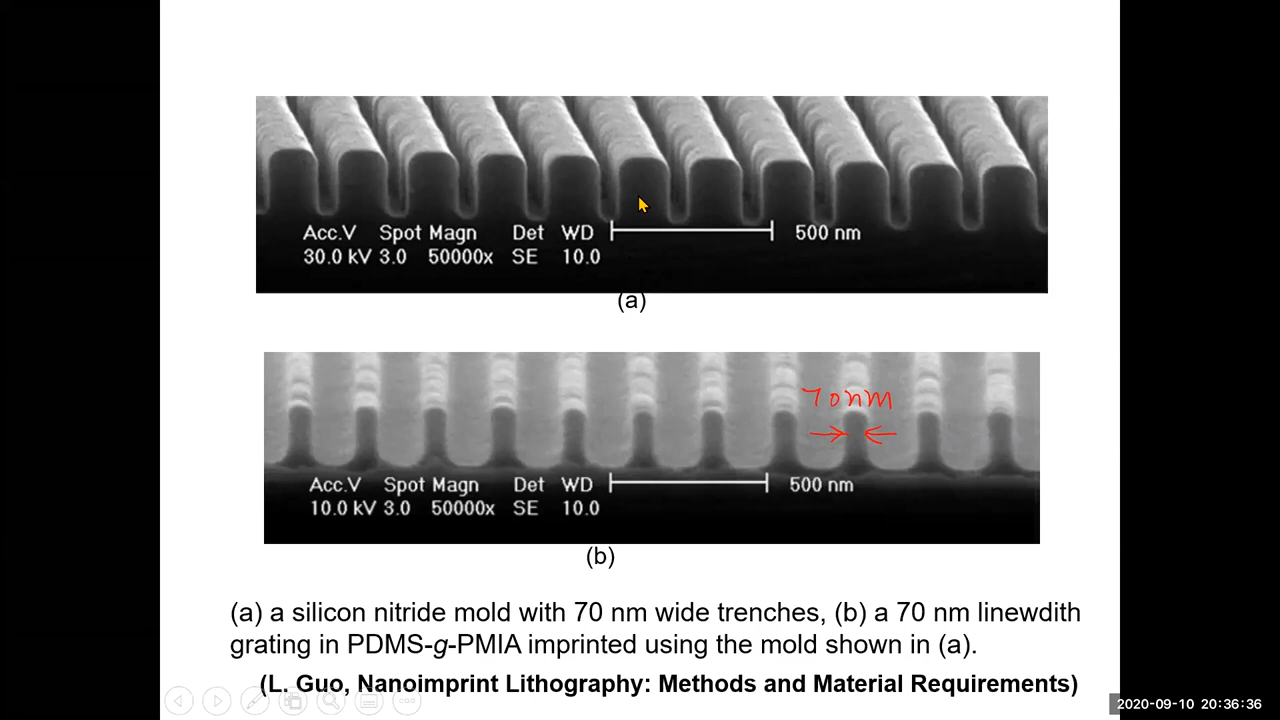 Acc.V Spot Magn Det WD 500 nm
30.0 kV 3.0 50000x SE 10.0
(a)
70nm
Acc.V Spot Magn Det WD 500 nm
10.0 kV 3.0 50000x SE 10.0
(b)
(a) a silicon nitride mold with 70 nm wide trenches, (b) a 70 nm linewdith
grating in PDMS-g-PMIA imprinted using the mold shown in (a).
(L. Guo, Nanoimprint Lithography: Methods and Material Requirements)
2020-09-10 20:36:36